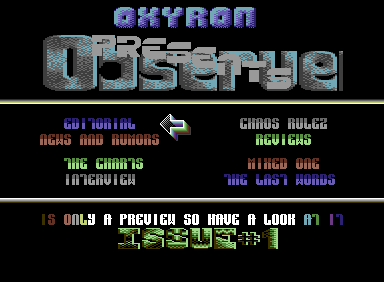 OXYRON
Observer
PRESENTS
EDITORIAL
CHAOS RULEZ
NEWS AND RUMORS
REVIEWS
THE CHARTS
MIXED ONE
INTERVIEW
THE LAST WORDS
IS ONLY A PREVIEW SO HAVE A LOOK AT IT
ISSUE#1